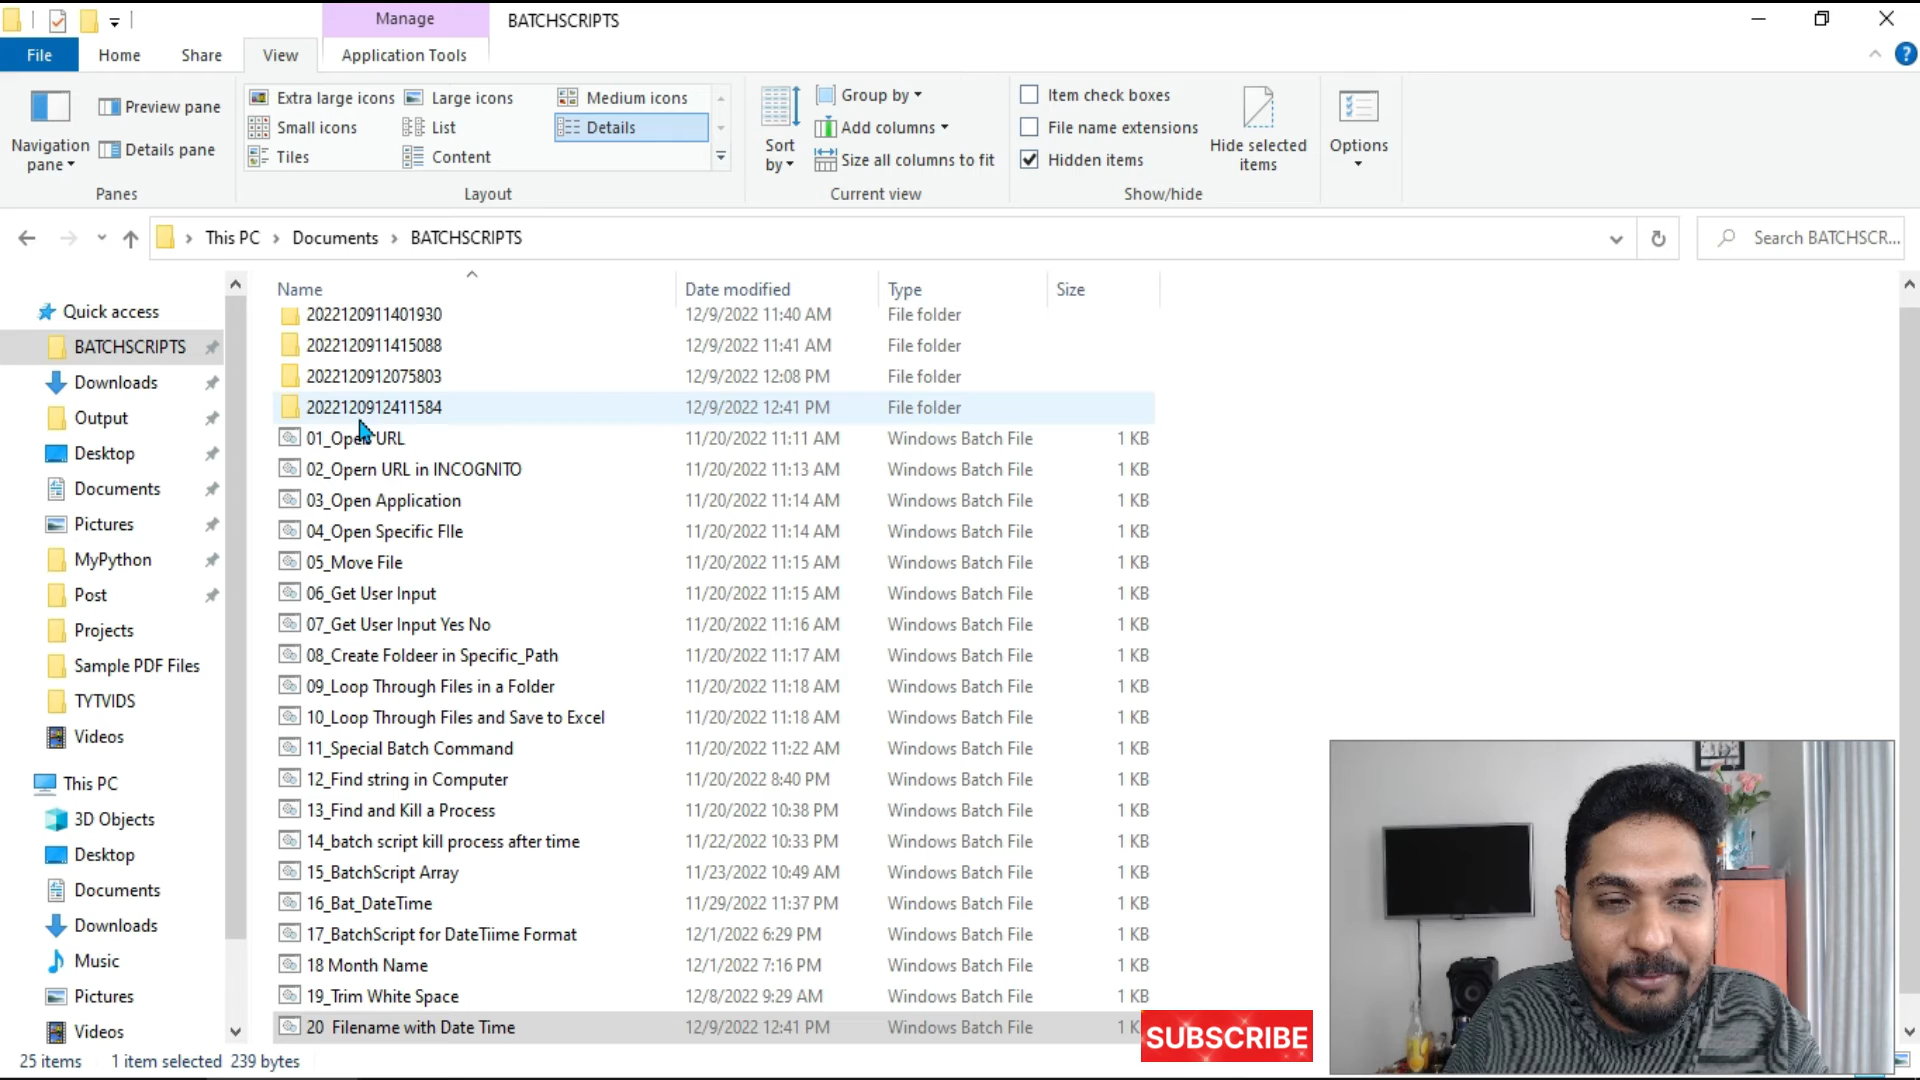 Manage
BATCHSCRIPTS
File
Home
Share
View
Application Tools
Navigation pane
Preview pane
Details pane
Panes
Extra large icons
Large icons
Medium icons
Small icons
List
Details
Tiles
Content
Layout
Sort by
Group by
Add columns
Size all columns to fit
Current view
Item check boxes
File name extensions
Hidden items
Hide selected items
Show/hide
Options
This PC > Documents > BATCHSCRIPTS
Search BATCHSCR...
Name Date modified Type Size
Quick access
BATCHSCRIPTS
Downloads
Output
Desktop
Documents
Pictures
MyPython
Post
Projects
Sample PDF Files
TYTVIDS
Videos
This PC
3D Objects
Desktop
Documents
Downloads
Music
Pictures
Videos
2022120911401930 12/9/2022 11:40 AM File folder
2022120911415088 12/9/2022 11:41 AM File folder
2022120912075803 12/9/2022 12:08 PM File folder
2022120912411584 12/9/2022 12:41 PM File folder
01_Open URL 11/20/2022 11:11 AM Windows Batch File 1 KB
02_Opern URL in INCOGNITO 11/20/2022 11:13 AM Windows Batch File 1 KB
03_Open Application 11/20/2022 11:14 AM Windows Batch File 1 KB
04_Open Specific FIle 11/20/2022 11:14 AM Windows Batch File 1 KB
05_Move File 11/20/2022 11:15 AM Windows Batch File 1 KB
06_Get User Input 11/20/2022 11:15 AM Windows Batch File 1 KB
07_Get User Input Yes No 11/20/2022 11:16 AM Windows Batch File 1 KB
08_Create Foldeer in Specific_Path 11/20/2022 11:17 AM Windows Batch File 1 KB
09_Loop Through Files in a Folder 11/20/2022 11:18 AM Windows Batch File 1 KB
10_Loop Through Files and Save to Excel 11/20/2022 11:18 AM Windows Batch File 1 KB
11_Special Batch Command 11/20/2022 11:22 AM Windows Batch File 1 KB
12_Find string in Computer 11/20/2022 8:40 PM Windows Batch File 1 KB
13_Find and Kill a Process 11/20/2022 10:38 PM Windows Batch File 1 KB
14_batch script kill process after time 11/22/2022 10:33 PM Windows Batch File 1 KB
15_BatchScript Array 11/23/2022 10:49 AM Windows Batch File 1 KB
16_Bat_DateTime 11/29/2022 11:37 PM Windows Batch File 1 KB
17_BatchScript for DateTiime Format 12/1/2022 6:29 PM Windows Batch File 1 KB
18 Month Name 12/1/2022 7:16 PM Windows Batch File 1 KB
19_Trim White Space 12/8/2022 9:29 AM Windows Batch File 1 KB
20 Filename with Date Time 12/9/2022 12:41 PM Windows Batch File 1
SUBSCRIBE
25 items 1 item selected 239 bytes